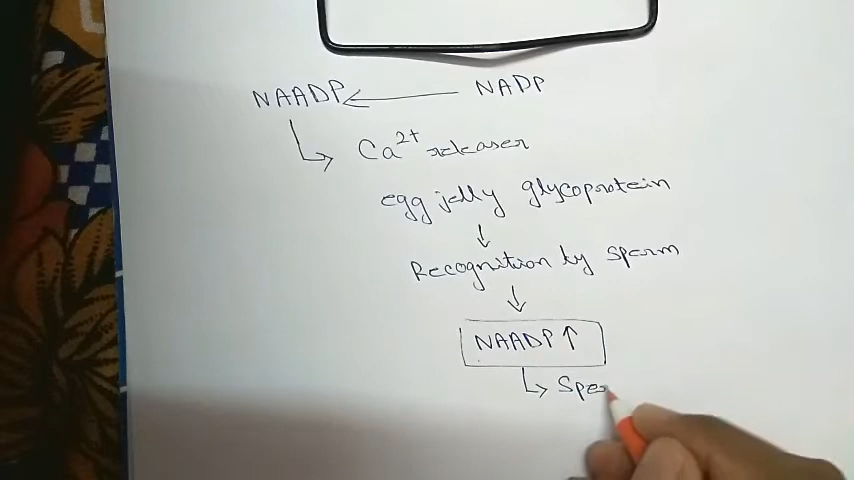 NAADP ← NADP
↳ Ca²⁺ releaser
egg jelly glycoprotein
↓
Recognition by sperm
↓
NAADP ↑
↳ Spe